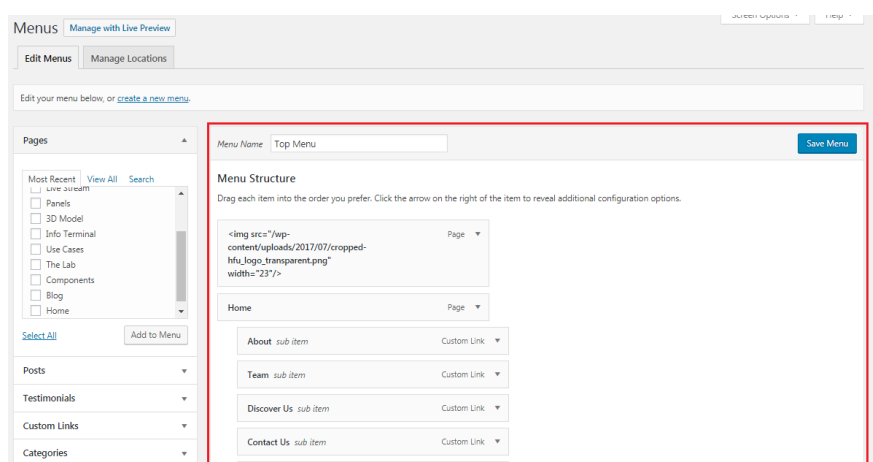 Menus Manage with Live Preview
Screen Options Help
Edit Menus Manage Locations
Edit your menu below, or create a new menu.
Pages
Most Recent View All Search
Live Stream
Panels
3D Model
Info Terminal
Use Cases
The Lab
Components
Blog
Home
Select All Add to Menu
Posts
Testimonials
Custom Links
Categories
Menu Name Top Menu Save Menu
Menu Structure
Drag each item into the order you prefer. Click the arrow on the right of the item to reveal additional configuration options.
<img src="/wp- Page
content/uploads/2017/07/cropped-
hfu_logo_transparent.png"
width="23"/>
Home Page
About sub item Custom Link
Team sub item Custom Link
Discover Us sub item Custom Link
Contact Us sub item Custom Link